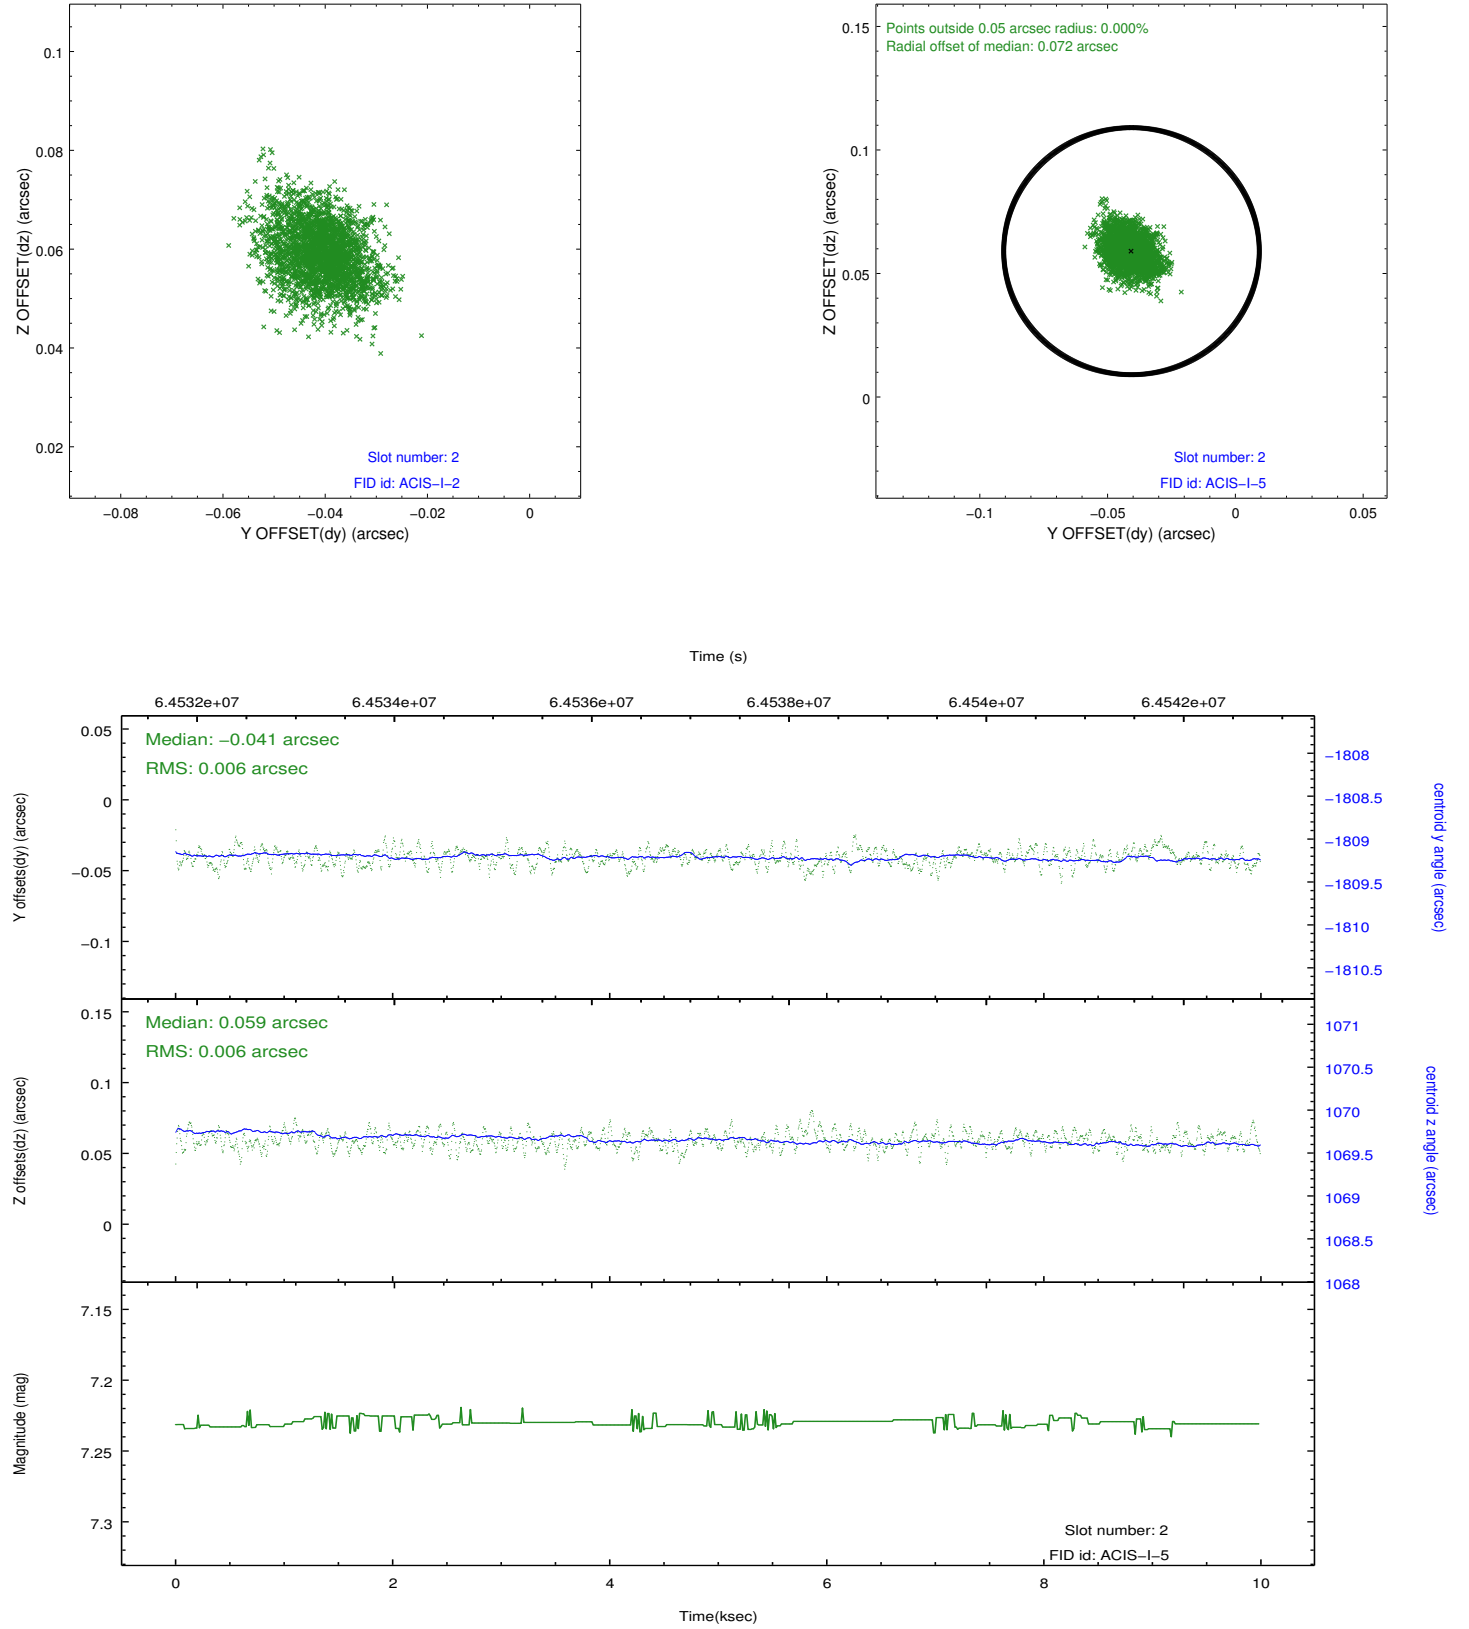 0.1
0.08
0.06
0.04
0.02
Z OFFSET(dz) (arcsec)
Slot number: 2
FID id: ACIS−I−2
−0.08 −0.06 −0.04 −0.02 0
Y OFFSET(dy) (arcsec)
Points outside 0.05 arcsec radius: 0.000%
Radial offset of median: 0.072 arcsec
0.15
0.1
0.05
0
Z OFFSET(dz) (arcsec)
Slot number: 2
FID id: ACIS−I−5
−0.1 −0.05 0 0.05
Y OFFSET(dy) (arcsec)
Time (s)
6.4532e+07 6.4534e+07 6.4536e+07 6.4538e+07 6.454e+07 6.4542e+07
Median: −0.041 arcsec
RMS: 0.006 arcsec
0.05
0
−0.05
−0.1
Y offsets(dy) (arcsec)
−1808
−1808.5
−1809
−1809.5
−1810
−1810.5
centroid y angle (arcsec)
Median: 0.059 arcsec
RMS: 0.006 arcsec
0.15
0.1
0.05
0
Z offsets(dz) (arcsec)
1071
1070.5
1070
1069.5
1069
1068.5
1068
centroid z angle (arcsec)
7.15
7.2
7.25
7.3
Magnitude (mag)
Slot number: 2
FID id: ACIS−I−5
0 2 4 6 8 10
Time(ksec)